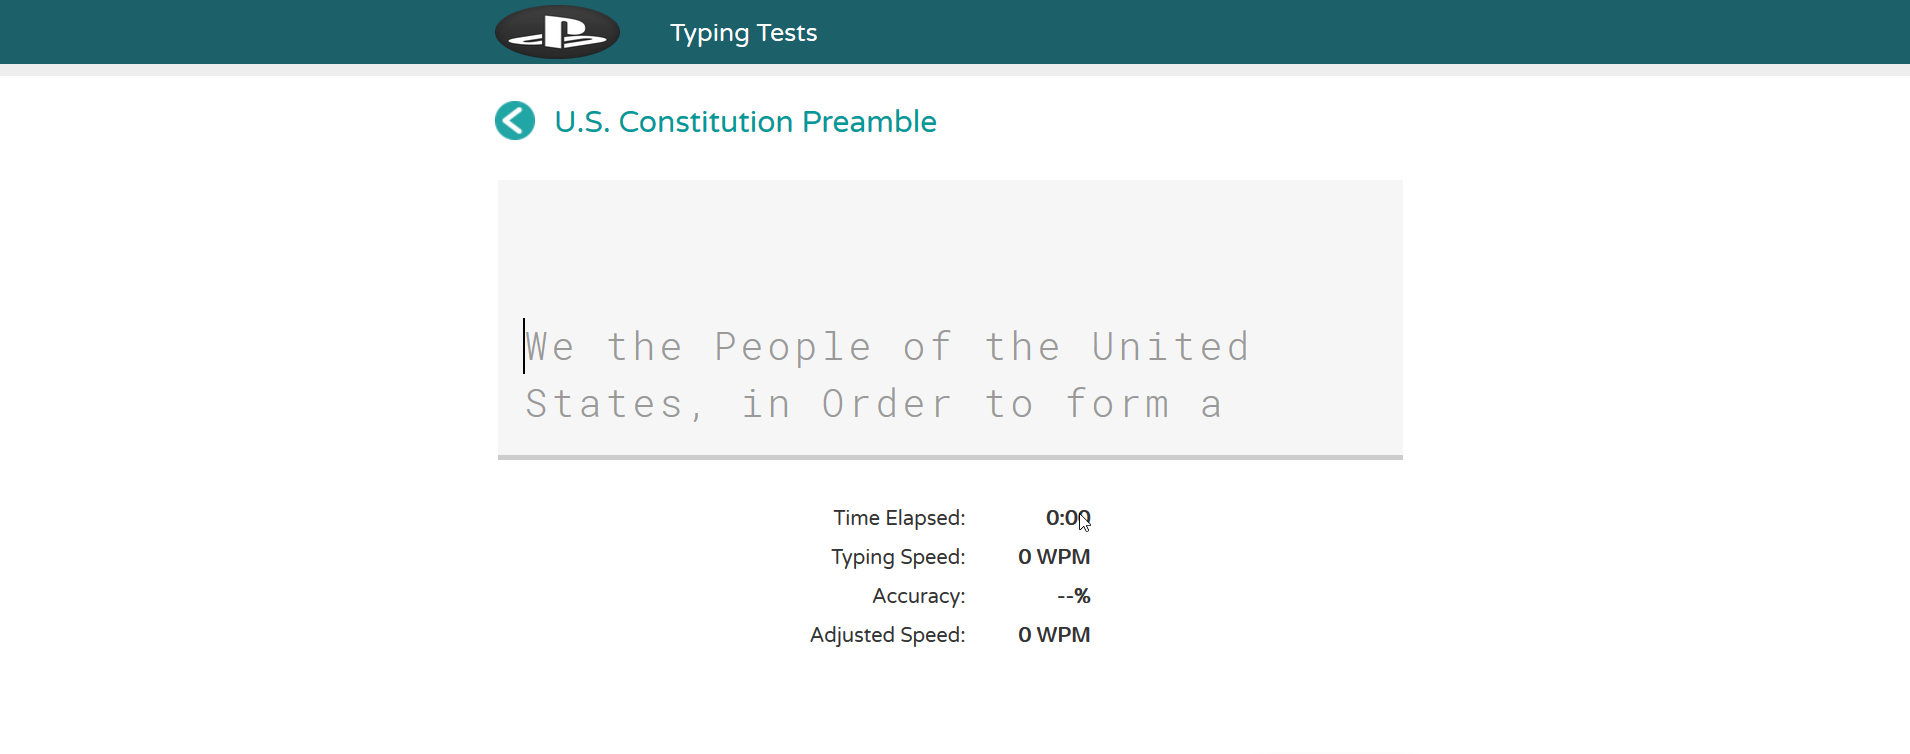 Typing Tests
U.S. Constitution Preamble
We the People of the United
States, in Order to form a
Time Elapsed: 0:00
Typing Speed: 0 WPM
Accuracy: --%
Adjusted Speed: 0 WPM